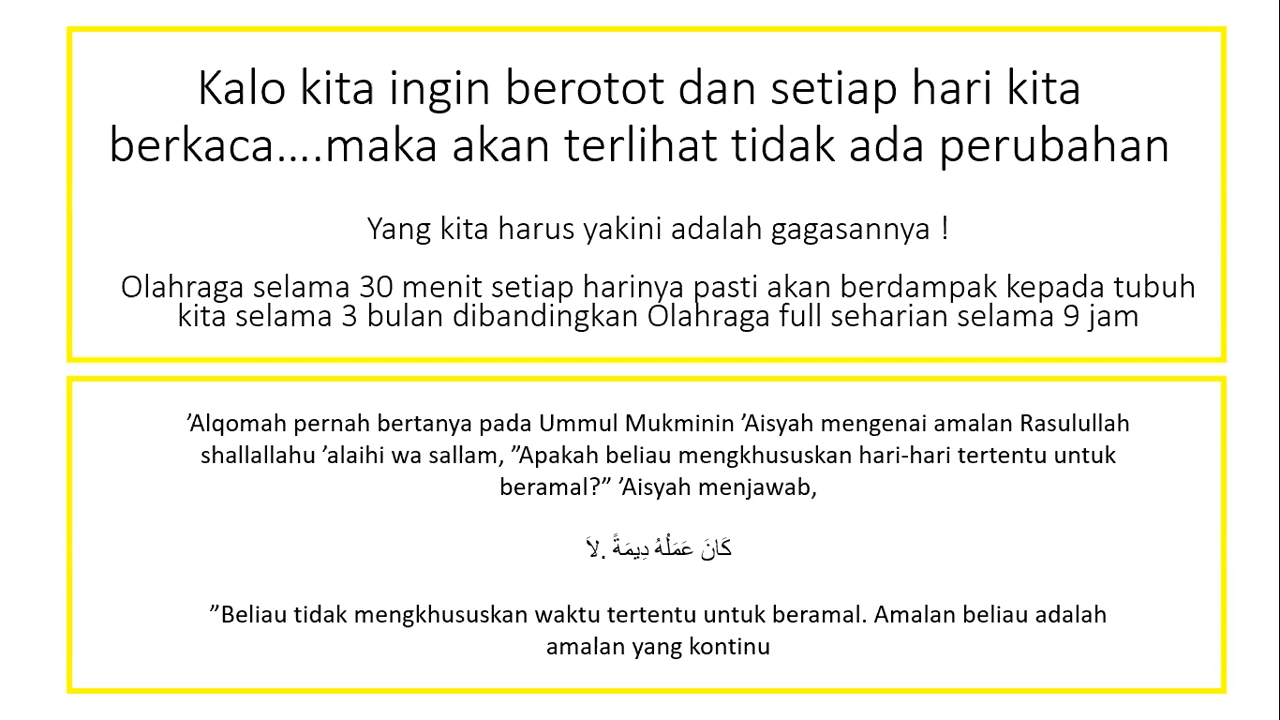 Kalo kita ingin berotot dan setiap hari kita
berkaca....maka akan terlihat tidak ada perubahan
Yang kita harus yakini adalah gagasannya !
Olahraga selama 30 menit setiap harinya pasti akan berdampak kepada tubuh
kita selama 3 bulan dibandingkan Olahraga full seharian selama 9 jam
’Alqomah pernah bertanya pada Ummul Mukminin ’Aisyah mengenai amalan Rasulullah
shallallahu ’alaihi wa sallam, ”Apakah beliau mengkhususkan hari-hari tertentu untuk
beramal?” ’Aisyah menjawab,
كَانَ عَمَلُهُ دِيمَةً .لاَ
”Beliau tidak mengkhususkan waktu tertentu untuk beramal. Amalan beliau adalah
amalan yang kontinu